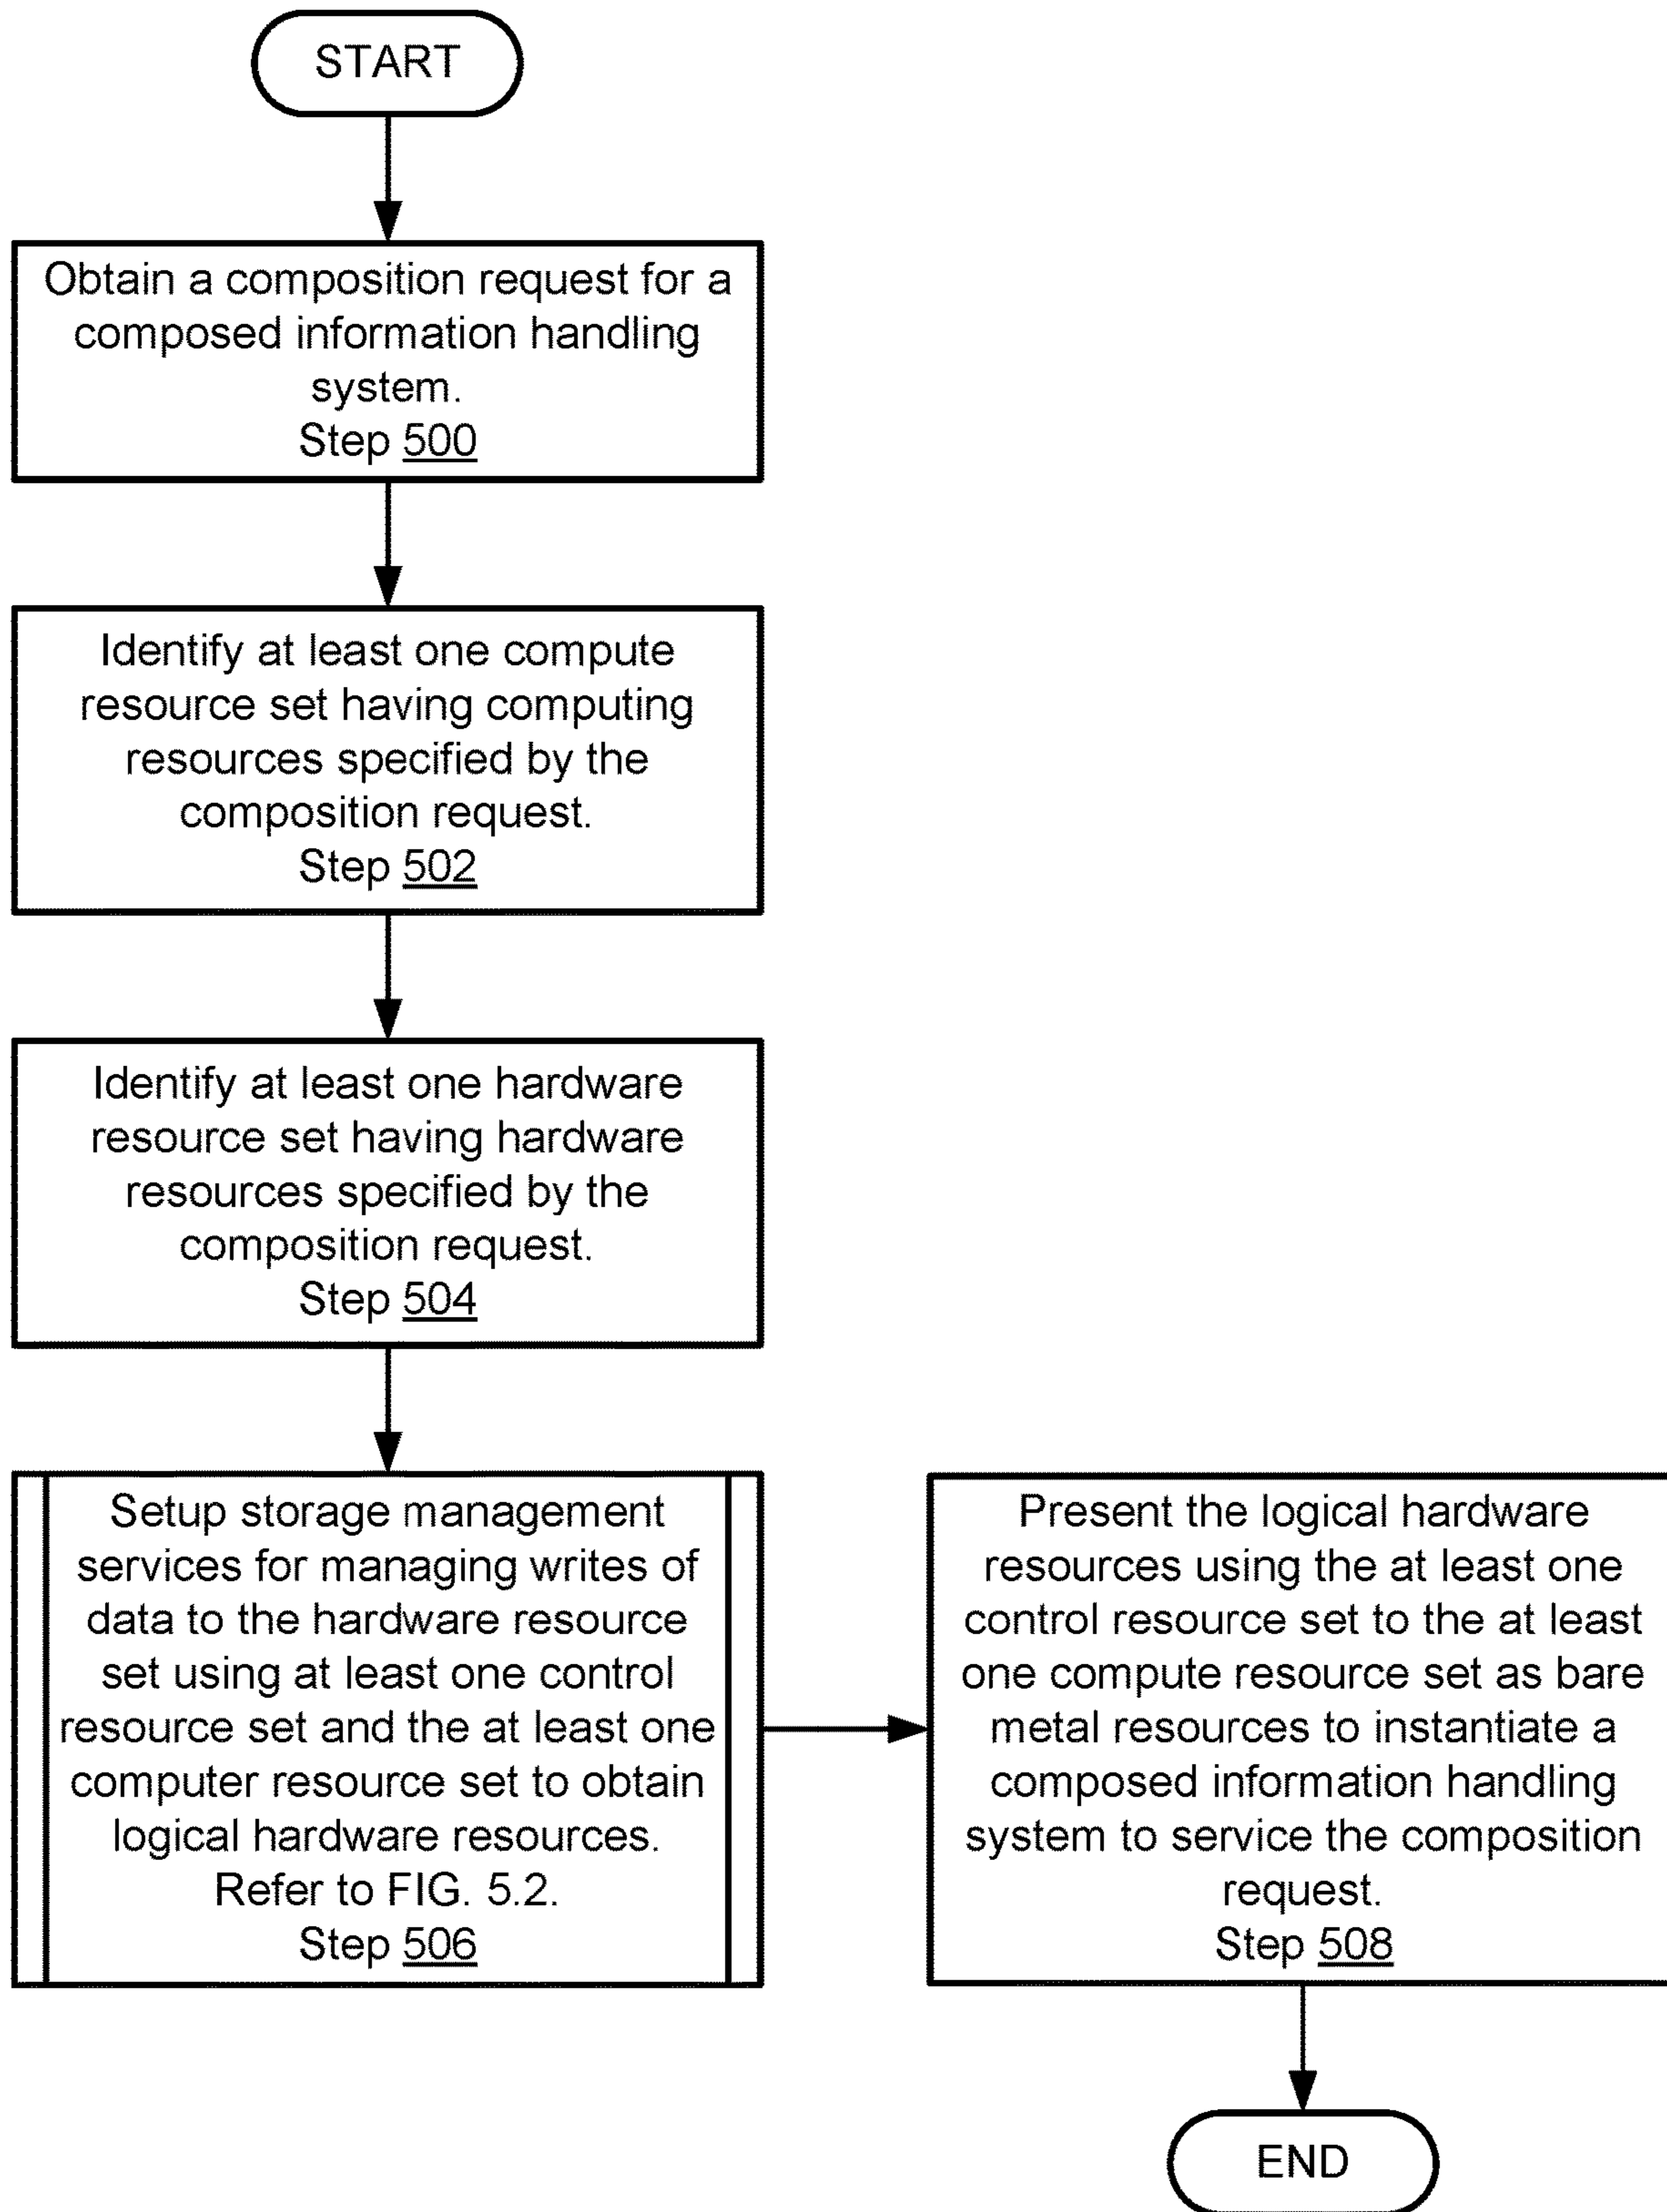 START
Obtain a composition request for a
composed information handling
system.
Step 500
Identify at least one compute
resource set having computing
resources specified by the
composition request.
Step 502
Identify at least one hardware
resource set having hardware
resources specified by the
composition request.
Step 504
Setup storage management
services for managing writes of
data to the hardware resource
set using at least one control
resource set and the at least one
computer resource set to obtain
logical hardware resources.
Refer to FIG. 5.2.
Step 506
Present the logical hardware
resources using the at least one
control resource set to the at least
one compute resource set as bare
metal resources to instantiate a
composed information handling
system to service the composition
request.
Step 508
END